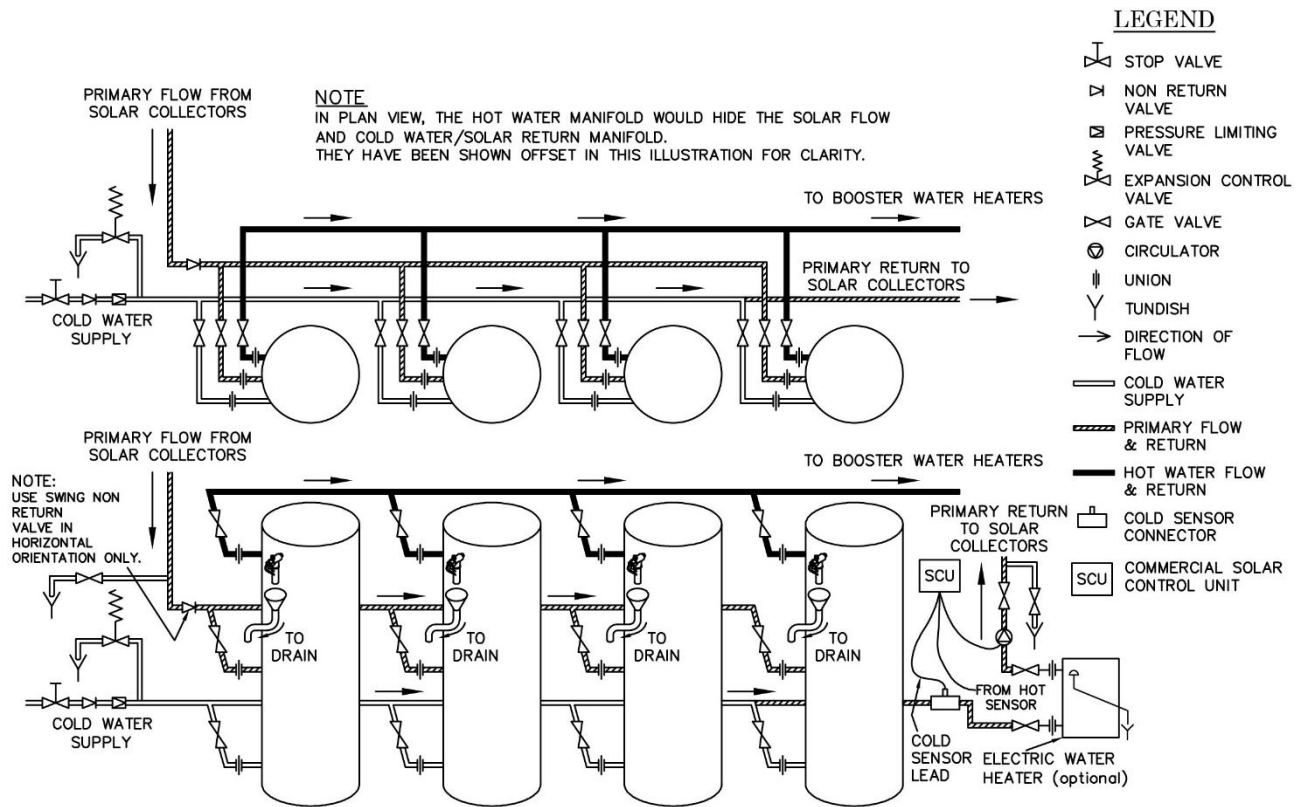 LEGEND
STOP VALVE
NON RETURN
VALVE
PRESSURE LIMITING
VALVE
EXPANSION CONTROL
VALVE
GATE VALVE
CIRCULATOR
UNION
TUNDISH
DIRECTION OF
FLOW
COLD WATER
SUPPLY
PRIMARY FLOW
& RETURN
HOT WATER FLOW
& RETURN
COLD SENSOR
CONNECTOR
SCU
COMMERCIAL SOLAR
CONTROL UNIT
PRIMARY FLOW FROM
SOLAR COLLECTORS
NOTE
IN PLAN VIEW, THE HOT WATER MANIFOLD WOULD HIDE THE SOLAR FLOW
AND COLD WATER/SOLAR RETURN MANIFOLD.
THEY HAVE BEEN SHOWN OFFSET IN THIS ILLUSTRATION FOR CLARITY.
TO BOOSTER WATER HEATERS
PRIMARY RETURN TO
SOLAR COLLECTORS
COLD WATER
SUPPLY
PRIMARY FLOW FROM
SOLAR COLLECTORS
TO BOOSTER WATER HEATERS
NOTE:
USE SWING NON
RETURN
VALVE IN
HORIZONTAL
ORIENTATION ONLY.
PRIMARY RETURN
TO SOLAR
COLLECTORS
SCU
TO
DRAIN
TO
DRAIN
TO
DRAIN
TO
DRAIN
FROM HOT
SENSOR
COLD WATER
SUPPLY
COLD
SENSOR
LEAD
ELECTRIC WATER
HEATER (optional)